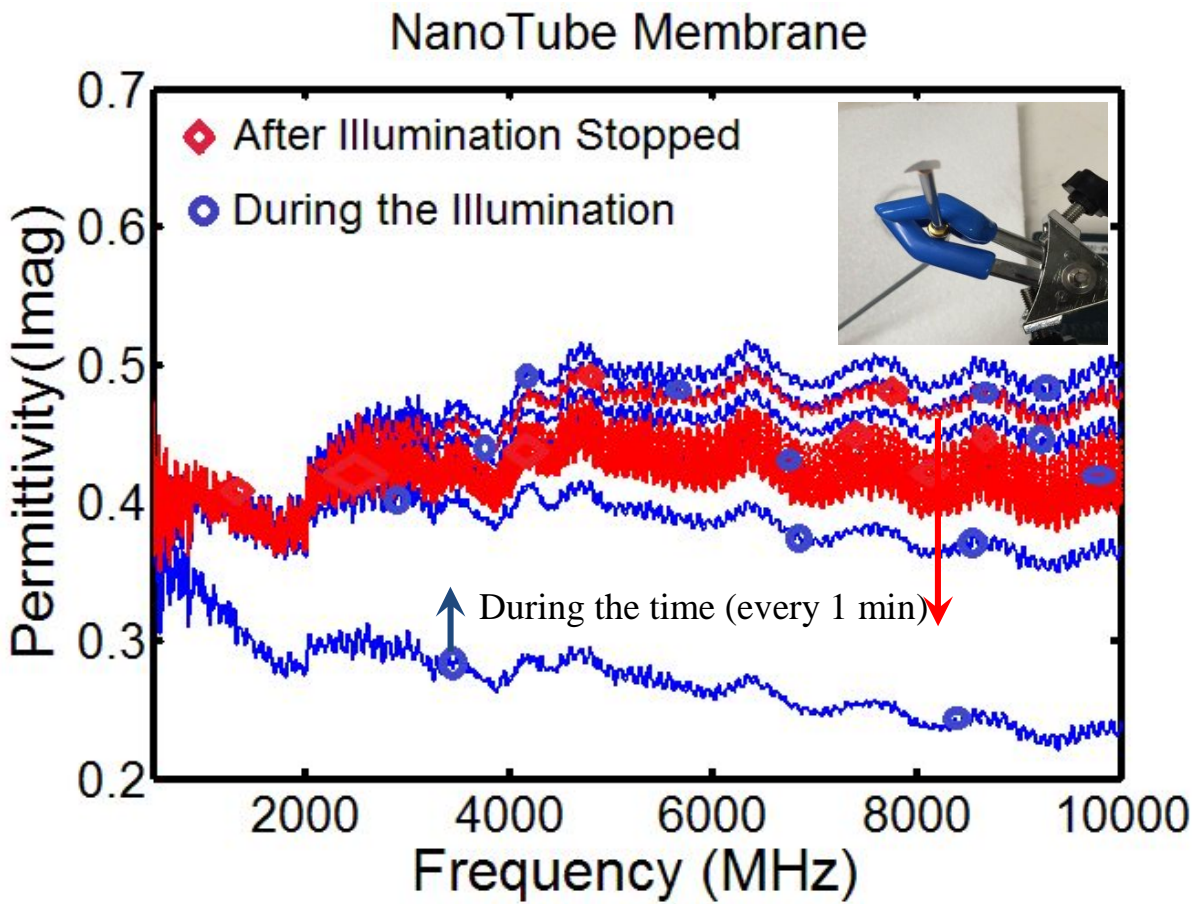 NanoTube Membrane
0.7
After Illumination Stopped
During the Illumination
0.6
0.5
0.4
During the time (every 1 min)
0.3
0.2
2000 4000 6000 8000 10000
Permittivity(Imag)
Frequency (MHz)